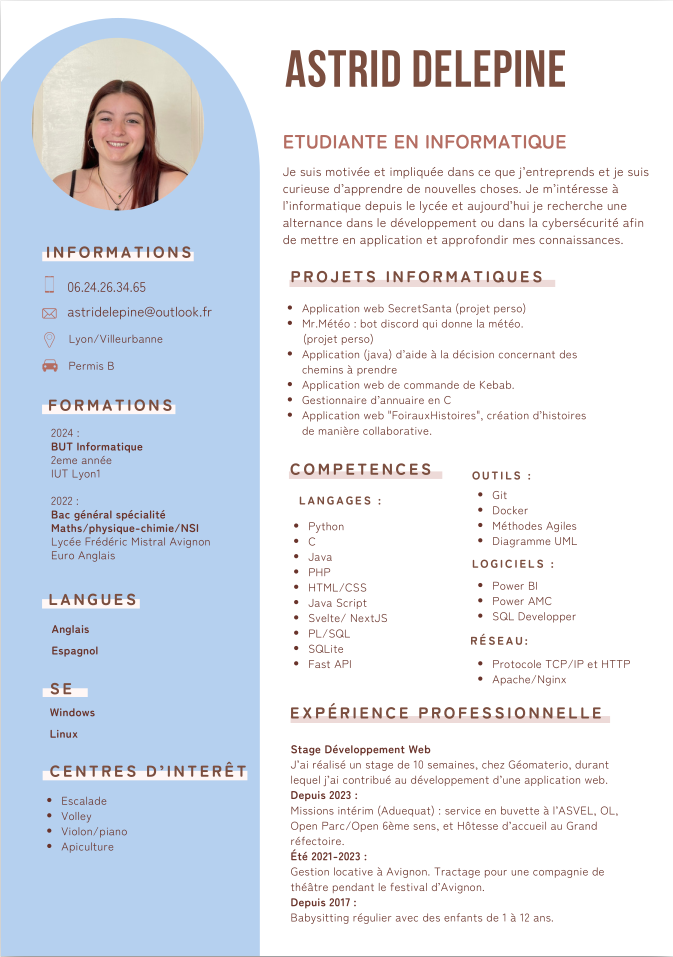 ASTRID DELEPINE
ETUDIANTE EN INFORMATIQUE
Je suis motivée et impliquée dans ce que j'entreprends et je suis
curieuse d'apprendre de nouvelles choses. Je m'intéresse à
l'informatique depuis le lycée et aujourd'hui je recherche une
alternance dans le développement ou dans la cybersécurité afin
de mettre en application et approfondir mes connaissances.
INFORMATIONS
06.24.26.34.65
astridelepine@outlook.fr
Lyon/Villeurbanne
Permis B
FORMATIONS
2024 :
BUT Informatique
2eme année
IUT Lyon1
2022 :
Bac général spécialité
Maths/physique-chimie/NSI
Lycée Frédéric Mistral Avignon
Euro Anglais
LANGUES
Anglais
Espagnol
SE
Windows
Linux
CENTRES D'INTERÊT
• Escalade
• Volley
• Violon/piano
• Apiculture
PROJETS INFORMATIQUES
• Application web SecretSanta (projet perso)
• Mr.Météo : bot discord qui donne la météo.
(projet perso)
• Application (java) d'aide à la décision concernant des
chemins à prendre
• Application web de commande de Kebab.
• Gestionnaire d'annuaire en C
• Application web "FoirauxHistoires", création d'histoires
de manière collaborative.
COMPETENCES
LANGAGES :
• Python
• C
• Java
• PHP
• HTML/CSS
• Java Script
• Svelte/ NextJS
• PL/SQL
• SQLite
• Fast API
OUTILS :
• Git
• Docker
• Méthodes Agiles
• Diagramme UML
LOGICIELS :
• Power BI
• Power AMC
• SQL Developper
RÉSEAU:
• Protocole TCP/IP et HTTP
• Apache/Nginx
EXPÉRIENCE PROFESSIONNELLE
Stage Développement Web
J'ai réalisé un stage de 10 semaines, chez Géomaterio, durant
lequel j'ai contribué au développement d'une application web.
Depuis 2023 :
Missions intérim (Aduequat) : service en buvette à l'ASVEL, OL,
Open Parc/Open 6ème sens, et Hôtesse d'accueil au Grand
réfectoire.
Été 2021-2023 :
Gestion locative à Avignon. Tractage pour une compagnie de
théâtre pendant le festival d'Avignon.
Depuis 2017 :
Babysitting régulier avec des enfants de 1 à 12 ans.